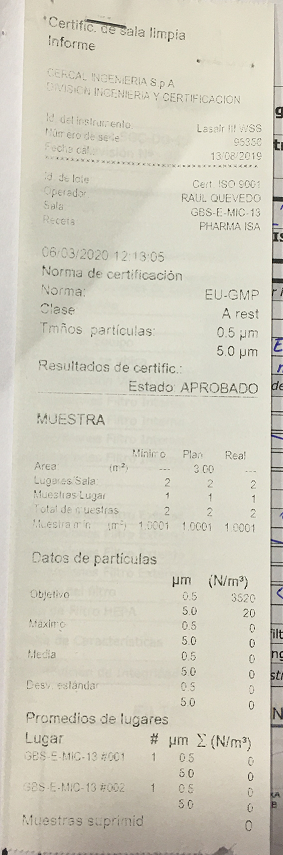 *Certific. de sala limpia
Informe
CERCAL INGENIERIA S p A
DIVISION INGENIERIA Y CERTIFICACION
Id. del instrumento Lasair III WSS
Número de serie 96350
Fecha cal. 13/08/2019
Id. de lote Cert. ISO 9001
Operador RAUL QUEVEDO
Sala GBS-E-MIC-13
Receta PHARMA ISA
06/03/2020 12:13:05
Norma de certificación
Norma: EU-GMP
Clase A rest
Tmños partículas: 0.5 µm
5.0 µm
Resultados de certific.:
Estado APROBADO
MUESTRA
Mínimo Plan Real
Area (m²) --- 3.00 ---
Lugares Sala 2 2 2
Muestras Lugar 1 1 1
Total de muestras 2 2 2
Muestra mín (m³) 1.0001 1.0001 1.0001
Datos de partículas
µm (N/m³)
Objetivo 0.5 3520
5.0 20
Máximo 0.5 0
5.0 0
Media 0.5 0
5.0 0
Desv. estándar 0.5 0
5.0 0
Promedios de lugares
Lugar # µm Σ (N/m³)
GBS-E-MIC-13 #001 1 0.5 0
5.0 0
GBS-E-MIC-13 #002 1 0.5 0
5.0 0
Muestras suprimid 0